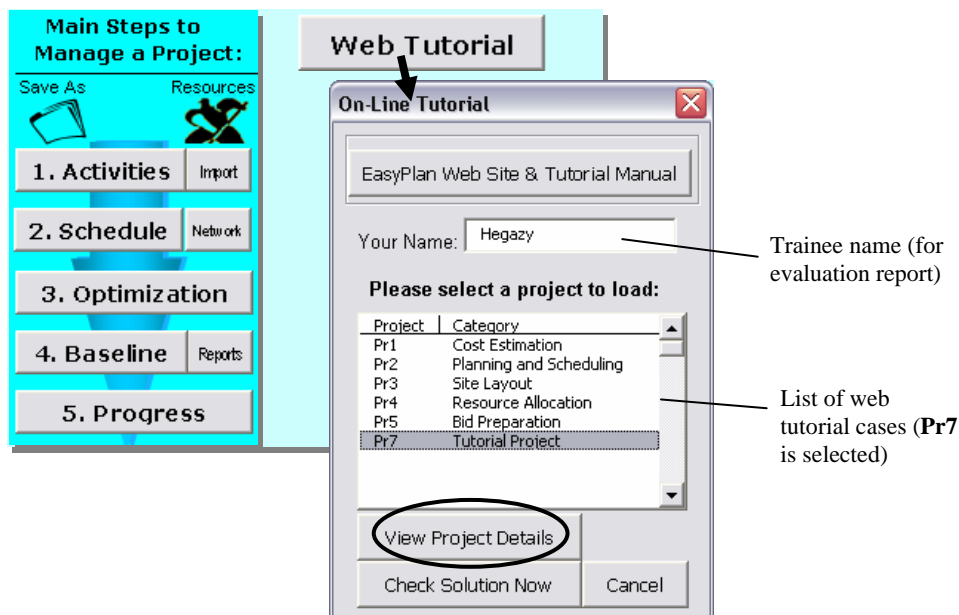 Main Steps to
Manage a Project:
Save As
Resources
1. Activities
Import
2. Schedule
Network
3. Optimization
4. Baseline
Reports
5. Progress
Web Tutorial
On-Line Tutorial
EasyPlan Web Site & Tutorial Manual
Your Name: Hegazy
Please select a project to load:
Project Category
Pr1 Cost Estimation
Pr2 Planning and Scheduling
Pr3 Site Layout
Pr4 Resource Allocation
Pr5 Bid Preparation
Pr7 Tutorial Project
View Project Details
Check Solution Now
Cancel
Trainee name (for
evaluation report)
List of web
tutorial cases (Pr7
is selected)